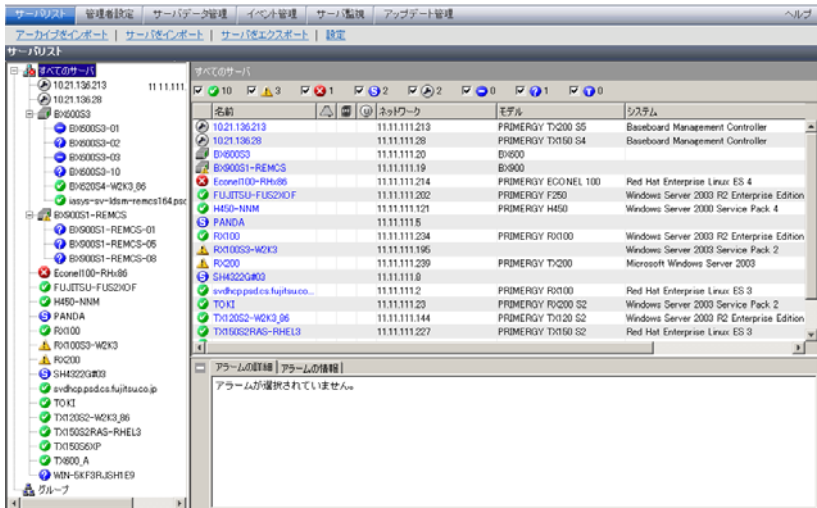 サーバリスト 管理者設定 サーバデータ管理 イベント管理 サーバ監視 アップデート管理 ヘルプ
アーカイブをインポート | サーバをインポート | サーバをエクスポート | 設定
サーバリスト
すべてのサーバ
10.21.136.213 11.11.111.
10.21.136.28
BX600S3
BX600S3-01
BX600S3-02
BX600S3-03
BX600S3-10
BX620S4-W2K3_86
iasys-sv-ldsm-remcs164.psc
BX900S1-REMCS
BX900S1-REMCS-01
BX900S1-REMCS-05
BX900S1-REMCS-08
Econel100-RHx86
FUJITSU-FUS2XOF
H450-NNM
PANDA
RX100
RX100S3-W2K3
RX200
SH4322G#03
svdhcp.psd.cs.fujitsu.co.jp
TOKI
TX120S2-W2K3_86
TX150S2RAS-RHEL3
TX150S6XP
TX600_A
WIN-5KF3RJSH1E9
グループ
すべてのサーバ
10 3 1 2 2 0 1 0
名前 ネットワーク モデル システム
10.21.136.213 11.11.111.213 PRIMERGY TX200 S5 Baseboard Management Controller
10.21.136.28 11.11.111.28 PRIMERGY TX150 S4 Baseboard Management Controller
BX600S3 11.11.111.20 BX600
BX900S1-REMCS 11.11.111.19 BX900
Econel100-RHx86 11.11.111.214 PRIMERGY ECONEL 100 Red Hat Enterprise Linux ES 4
FUJITSU-FUS2XOF 11.11.111.202 PRIMERGY F250 Windows Server 2003 R2 Enterprise Edition
H450-NNM 11.11.111.121 PRIMERGY H450 Windows Server 2000 Service Pack 4
PANDA 11.11.111.5
RX100 11.11.111.234 PRIMERGY RX100 Windows Server 2003 R2 Enterprise Edition
RX100S3-W2K3 11.11.111.195 Windows Server 2003 Service Pack 2
RX200 11.11.111.239 PRIMERGY TX200 Microsoft Windows Server 2003
SH4322G#03 11.11.111.8
svdhcp.psd.cs.fujitsu.co... 11.11.111.2 PRIMERGY RX100 Red Hat Enterprise Linux ES 3
TOKI 11.11.111.23 PRIMERGY RX200 S2 Windows Server 2003 Service Pack 2
TX120S2-W2K3_86 11.11.111.144 PRIMERGY TX120 S2 Windows Server 2003 R2 Enterprise Edition
TX150S2RAS-RHEL3 11.11.111.227 PRIMERGY TX150 S2 Red Hat Enterprise Linux ES 3
アラームの詳細 アラームの情報
アラームが選択されていません。